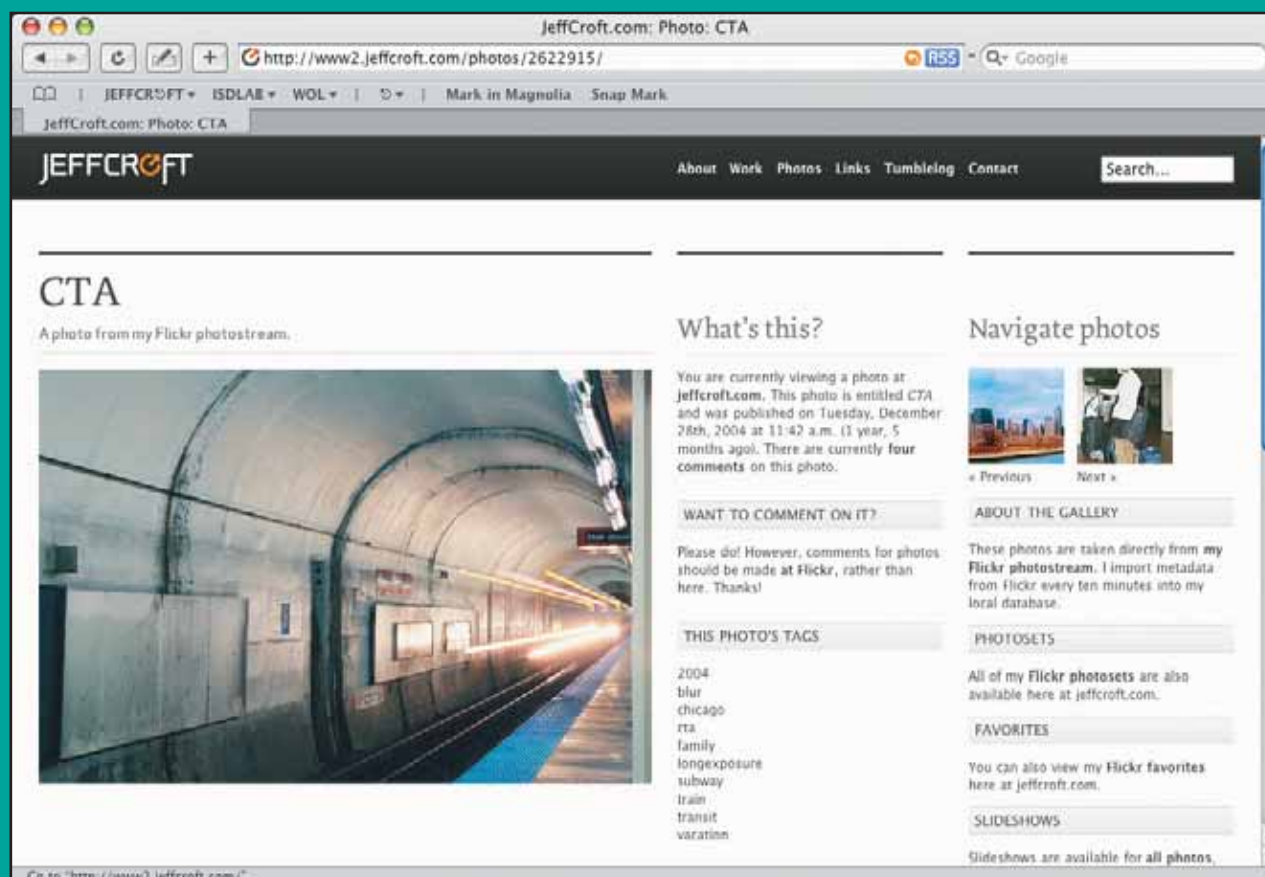 JeffCroft.com: Photo: CTA
http://www2.jeffcroft.com/photos/2622915/
RSS
Google
JEFFCROFT
ISDLAB
WOL
Mark in Magnolia
Snap Mark
JeffCroft.com: Photo: CTA
JEFFCROFT
About Work Photos Links Tumblelog Contact
Search...
CTA
A photo from my Flickr photostream.
What's this?
You are currently viewing a photo at
jeffcroft.com. This photo is entitled CTA
and was published on Tuesday, December
28th, 2004 at 11:42 a.m. (1 year, 5
months ago). There are currently four
comments on this photo.
WANT TO COMMENT ON IT?
Please do! However, comments for photos
should be made at Flickr, rather than
here. Thanks!
THIS PHOTO'S TAGS
2004
blur
chicago
family
longexposure
subway
train
transit
vacation
Navigate photos
« Previous
Next »
ABOUT THE GALLERY
These photos are taken directly from my
Flickr photostream. I import metadata
from Flickr every ten minutes into my
local database.
PHOTOSETS
All of my Flickr photosets are also
available here at jeffcroft.com.
FAVORITES
You can also view my Flickr favorites
here at jeffcroft.com.
SLIDESHOWS
Slideshows are available for all photos,
Go to "http://www2.jeffcroft.com/"